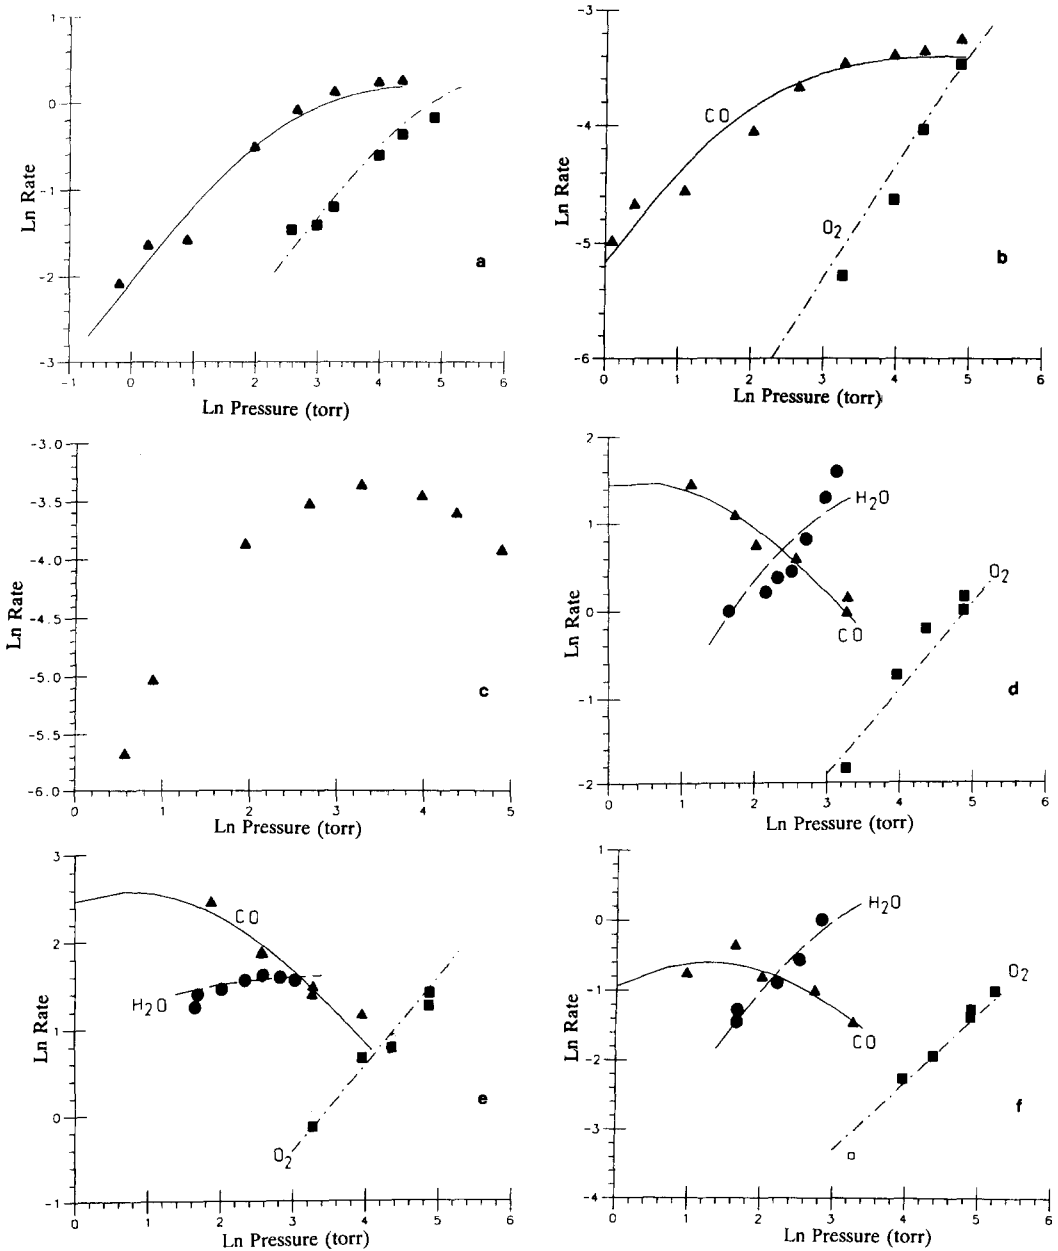 1
0
-1
-2
-3
Ln Rate
-1 0 1 2 3 4 5 6
Ln Pressure (torr)
a
-3
-4
-5
-6
Ln Rate
CO
O2
0 1 2 3 4 5 6
Ln Pressure (torr)
b
-3.0
-3.5
-4.0
-4.5
-5.0
-5.5
-6.0
Ln Rate
0 1 2 3 4 5
Ln Pressure (torr)
c
2
1
0
-1
-2
Ln Rate
H2O
O2
CO
0 1 2 3 4 5 6
Ln Pressure (torr)
d
3
2
1
0
-1
Ln Rate
CO
H2O
O2
0 1 2 3 4 5 6
Ln Pressure (torr)
e
1
0
-1
-2
-3
-4
Ln Rate
H2O
O2
CO
0 1 2 3 4 5 6
Ln Pressure (torr)
f